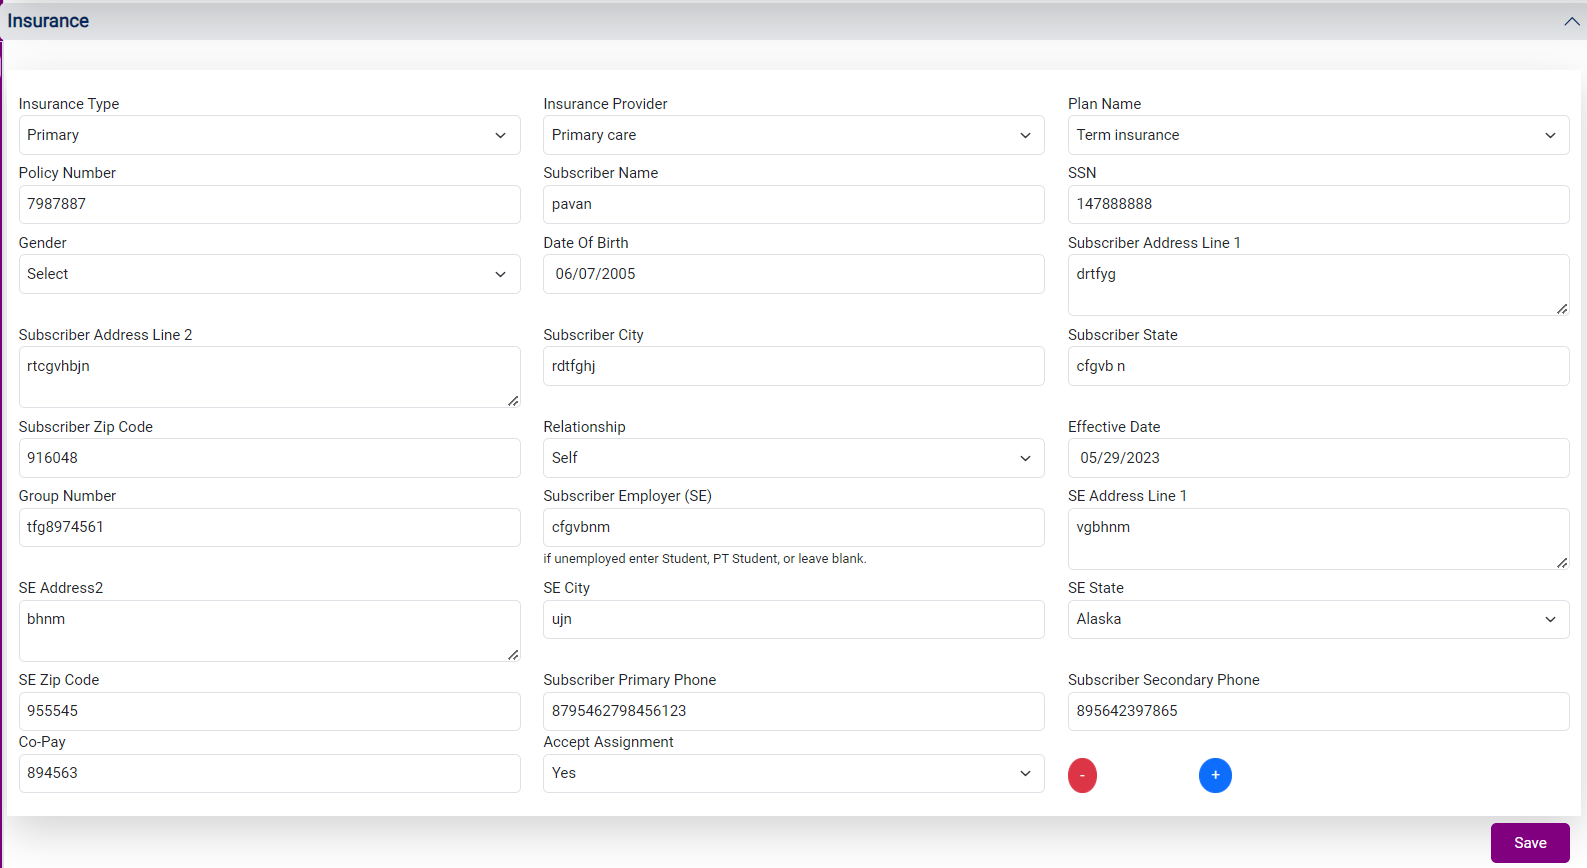 Insurance
Insurance Type Insurance Provider Plan Name
Primary Primary care Term insurance
Policy Number Subscriber Name SSN
7987887 pavan 147888888
Gender Date Of Birth Subscriber Address Line 1
Select 06/07/2005 drtfyg
Subscriber Address Line 2 Subscriber City Subscriber State
rtcgvhbjn rdtfghj cfgvb n
Subscriber Zip Code Relationship Effective Date
916048 Self 05/29/2023
Group Number Subscriber Employer (SE) SE Address Line 1
tfg8974561 cfgvbnm vgbhnm
if unemployed enter Student, PT Student, or leave blank.
SE Address2 SE City SE State
bhnm ujn Alaska
SE Zip Code Subscriber Primary Phone Subscriber Secondary Phone
955545 8795462798456123 895642397865
Co-Pay Accept Assignment
894563 Yes - +
Save